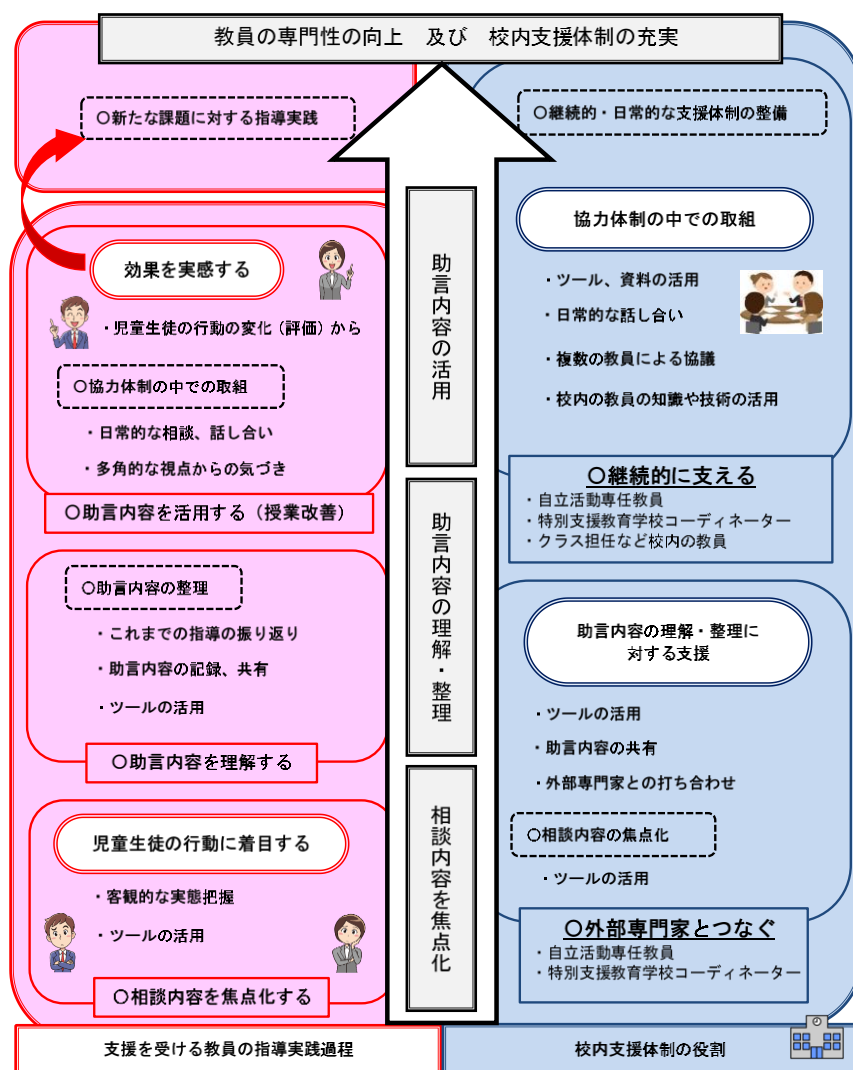 教員の専門性の向上　及び　校内支援体制の充実
〇新たな課題に対する指導実践
効果を実感する
・児童生徒の行動の変化（評価）から
〇協力体制の中での取組
・日常的な相談、話し合い
・多角的な視点からの気づき
〇助言内容を活用する（授業改善）
〇助言内容の整理
・これまでの指導の振り返り
・助言内容の記録、共有
・ツールの活用
〇助言内容を理解する
児童生徒の行動に着目する
・客観的な実態把握
・ツールの活用
〇相談内容を焦点化する
支援を受ける教員の指導実践過程
助言内容の活用
助言内容の理解・整理
相談内容を焦点化
〇継続的・日常的な支援体制の整備
協力体制の中での取組
・ツール、資料の活用
・日常的な話し合い
・複数の教員による協議
・校内の教員の知識や技術の活用
〇継続的に支える
・自立活動専任教員
・特別支援教育学校コーディネーター
・クラス担任など校内の教員
助言内容の理解・整理に
対する支援
・ツールの活用
・助言内容の共有
・外部専門家との打ち合わせ
〇相談内容の焦点化
・ツールの活用
〇外部専門家とつなぐ
・自立活動専任教員
・特別支援教育学校コーディネーター
校内支援体制の役割